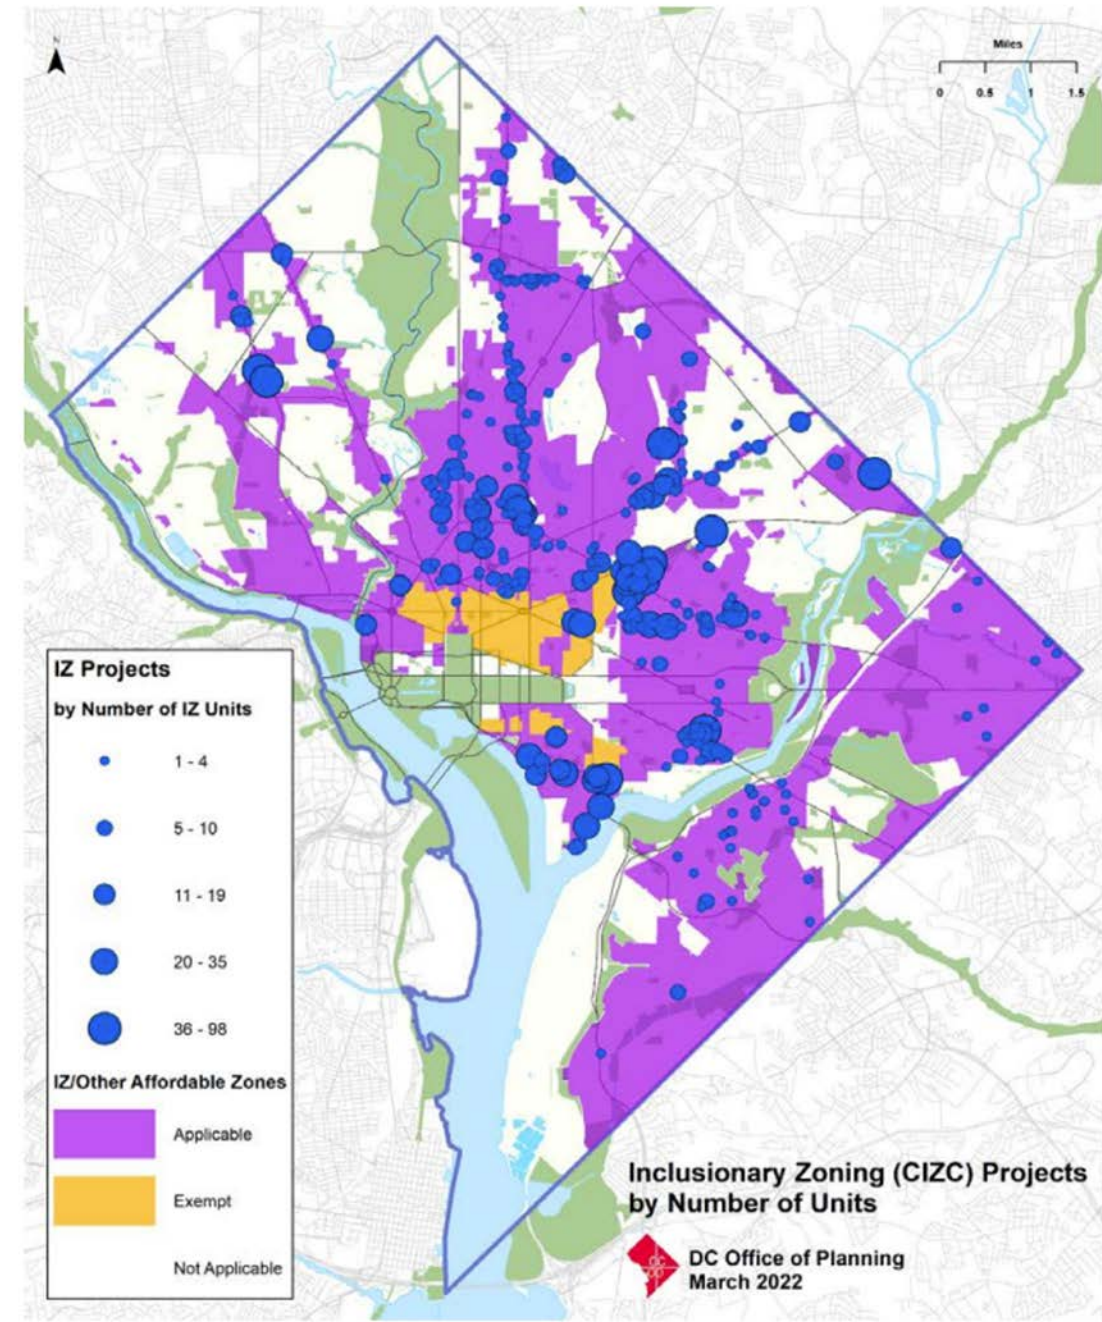 N
Miles
0 0.5 1 1.5
IZ Projects
by Number of IZ Units
1 - 4
5 - 10
11 - 19
20 - 35
36 - 98
IZ/Other Affordable Zones
Applicable
Exempt
Not Applicable
Inclusionary Zoning (CIZC) Projects
by Number of Units
DC Office of Planning
March 2022